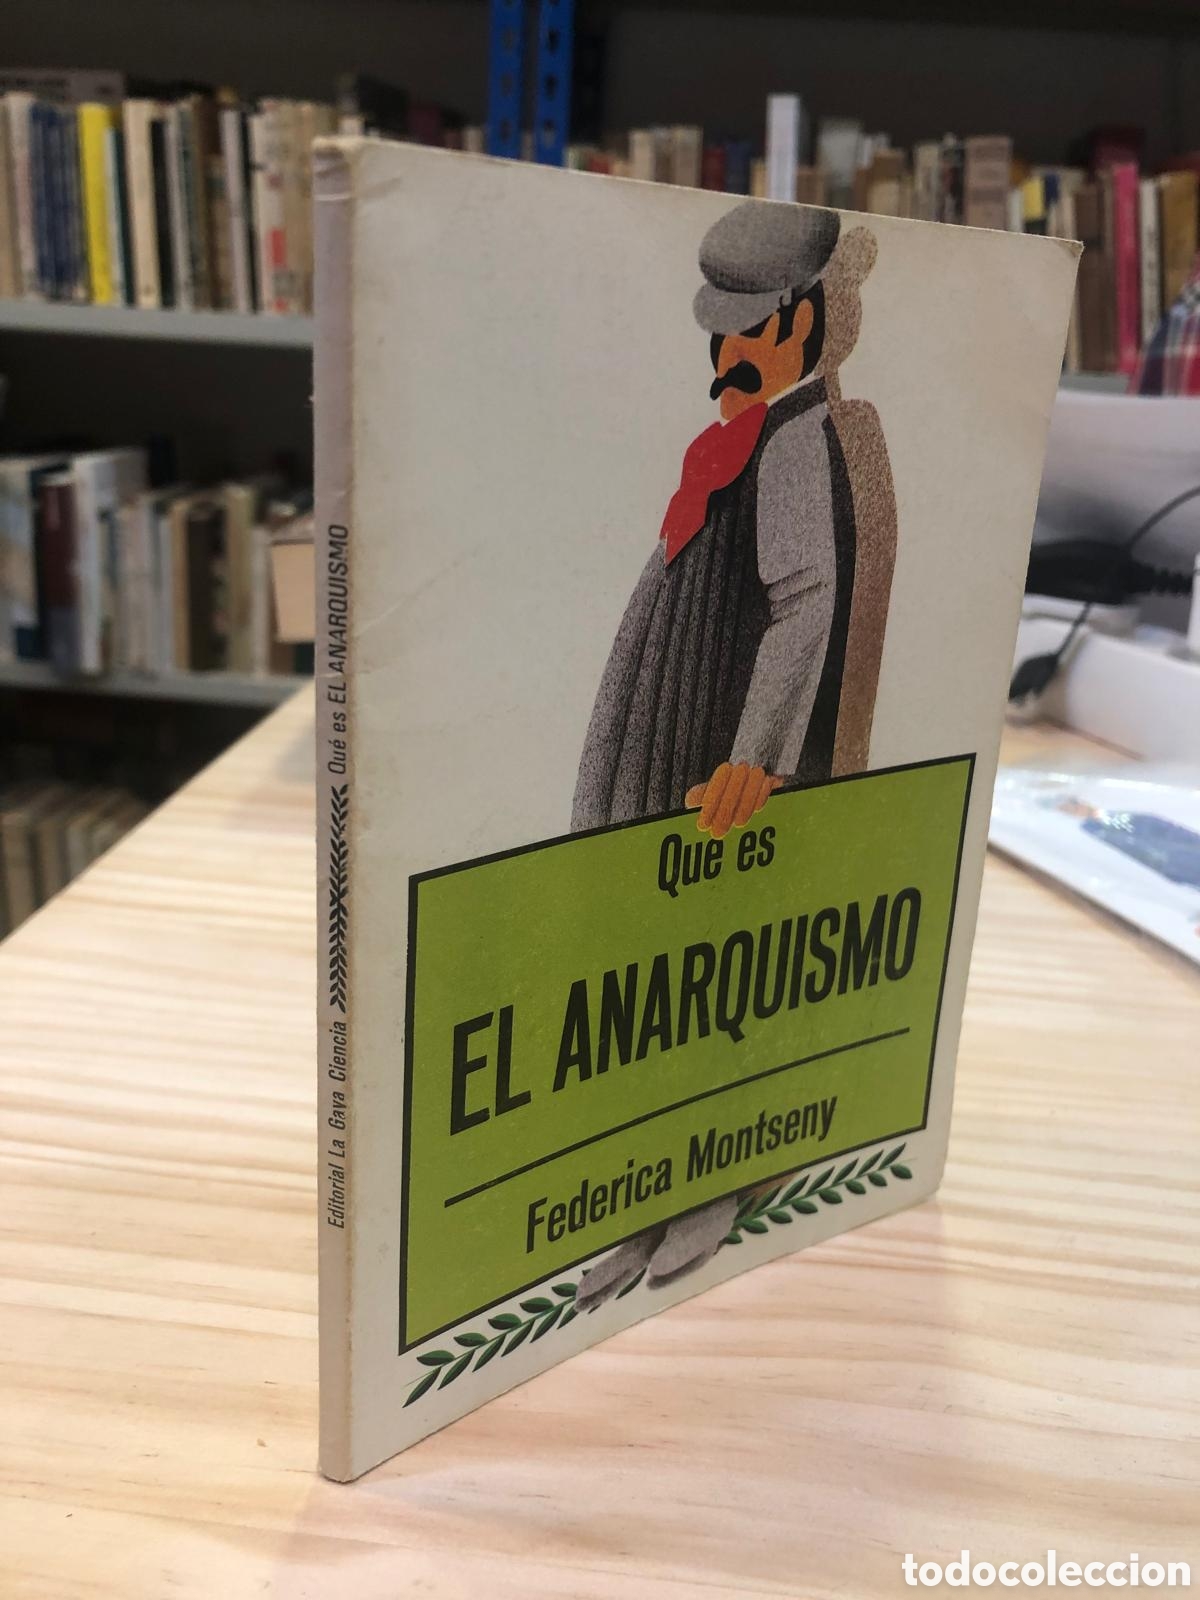 Que es
EL ANARQUISMO
Federica Montseny
Editorial La Gaya Ciencia Qué es EL ANARQUISMO
todocoleccion